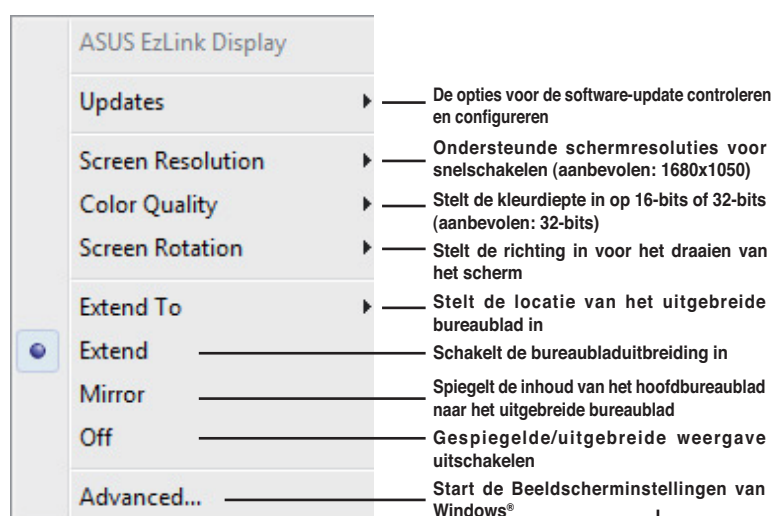 ASUS EzLink Display
Updates
De opties voor de software-update controleren
en configureren
Screen Resolution
Ondersteunde schermresoluties voor
snelschakelen (aanbevolen: 1680x1050)
Color Quality
Stelt de kleurdiepte in op 16-bits of 32-bits
(aanbevolen: 32-bits)
Screen Rotation
Stelt de richting in voor het draaien van
het scherm
Extend To
Stelt de locatie van het uitgebreide
bureaublad in
Extend
Schakelt de bureaubladuitbreiding in
Mirror
Spiegelt de inhoud van het hoofdbureaublad
naar het uitgebreide bureaublad
Off
Gespiegelde/uitgebreide weergave
uitschakelen
Advanced...
Start de Beeldscherminstellingen van
Windows®